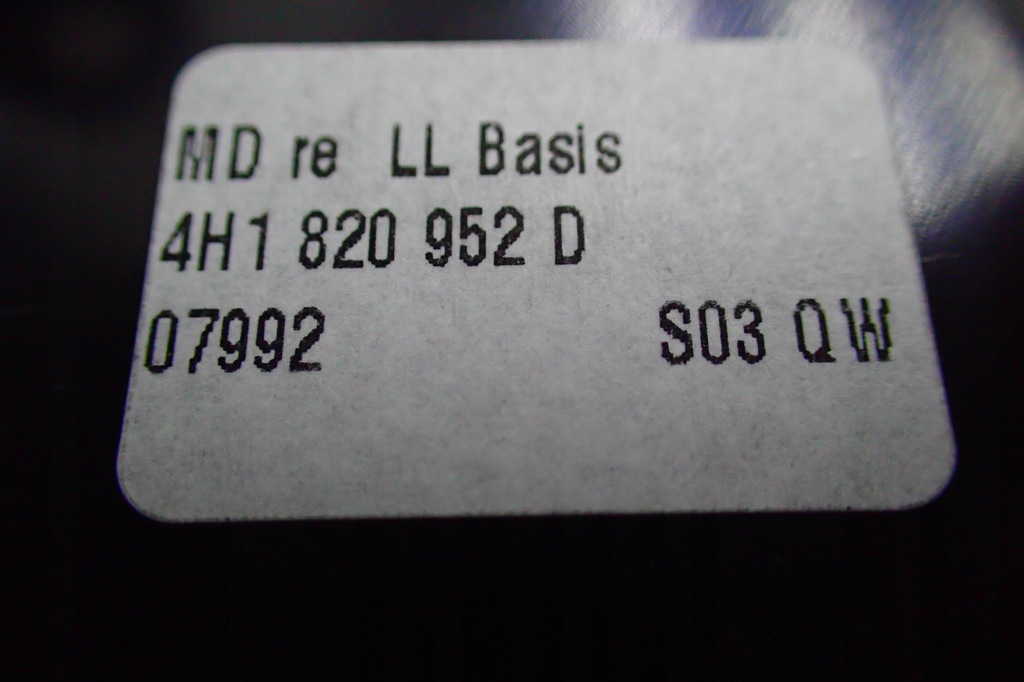 MD re LL Basis
4H1 820 952 D
07992 S03 QW